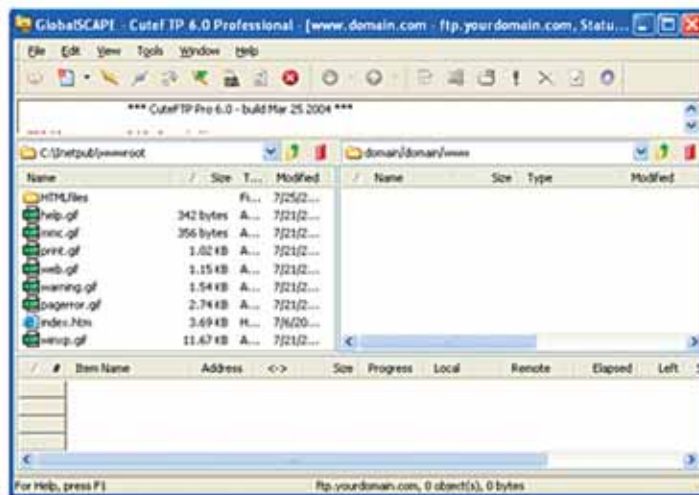 GlobalSCAPE - CuteFTP 6.0 Professional - [www.domain.com - ftp.yourdomain.com, Statu...
File Edit View Tools Window Help
*** CuteFTP Pro 6.0 - build Mar 25 2004 ***
C:\Inetpub\wwwroot
domain/domain/www
Name / Size T... Modified
/ Name Size Type Modified
HTMLfiles Fi... 7/25/2...
help.gif 342 bytes A... 7/21/2...
mnc.gif 356 bytes A... 7/21/2...
print.gif 1.02 KB A... 7/21/2...
web.gif 1.15 KB A... 7/21/2...
warning.gif 1.54 KB A... 7/21/2...
pagerror.gif 2.74 KB A... 7/21/2...
index.htm 3.69 KB H... 7/6/20...
winxp.gif 11.67 KB A... 7/21/2...
/ # Item Name Address <-> Size Progress Local Remote Elapsed Left
For Help, press F1
ftp.yourdomain.com, 0 object(s), 0 bytes